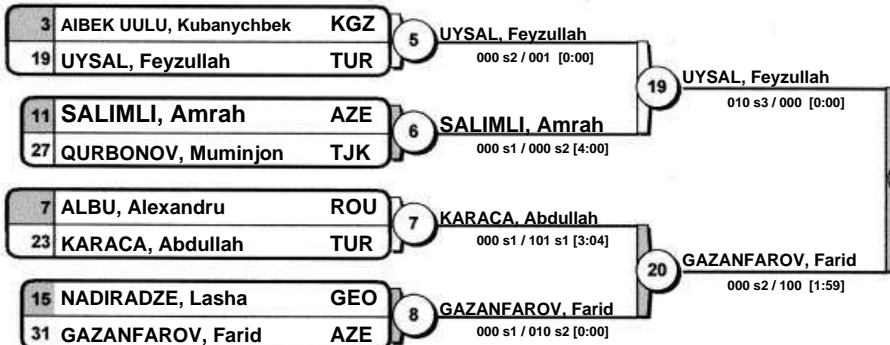 3 AIBEK UULU, Kubanychbek KGZ
19 UYSAL, Feyzullah TUR
5
UYSAL, Feyzullah
000 s2 / 001 [0:00]
11 SALIMLI, Amrah AZE
27 QURBONOV, Muminjon TJK
6
SALIMLI, Amrah
000 s1 / 000 s2 [4:00]
19
UYSAL, Feyzullah
010 s3 / 000 [0:00]
7 ALBU, Alexandru ROU
23 KARACA, Abdullah TUR
7
KARACA, Abdullah
000 s1 / 101 s1 [3:04]
15 NADIRADZE, Lasha GEO
31 GAZANFAROV, Farid AZE
8
GAZANFAROV, Farid
000 s1 / 010 s2 [0:00]
20
GAZANFAROV, Farid
000 s2 / 100 [1:59]